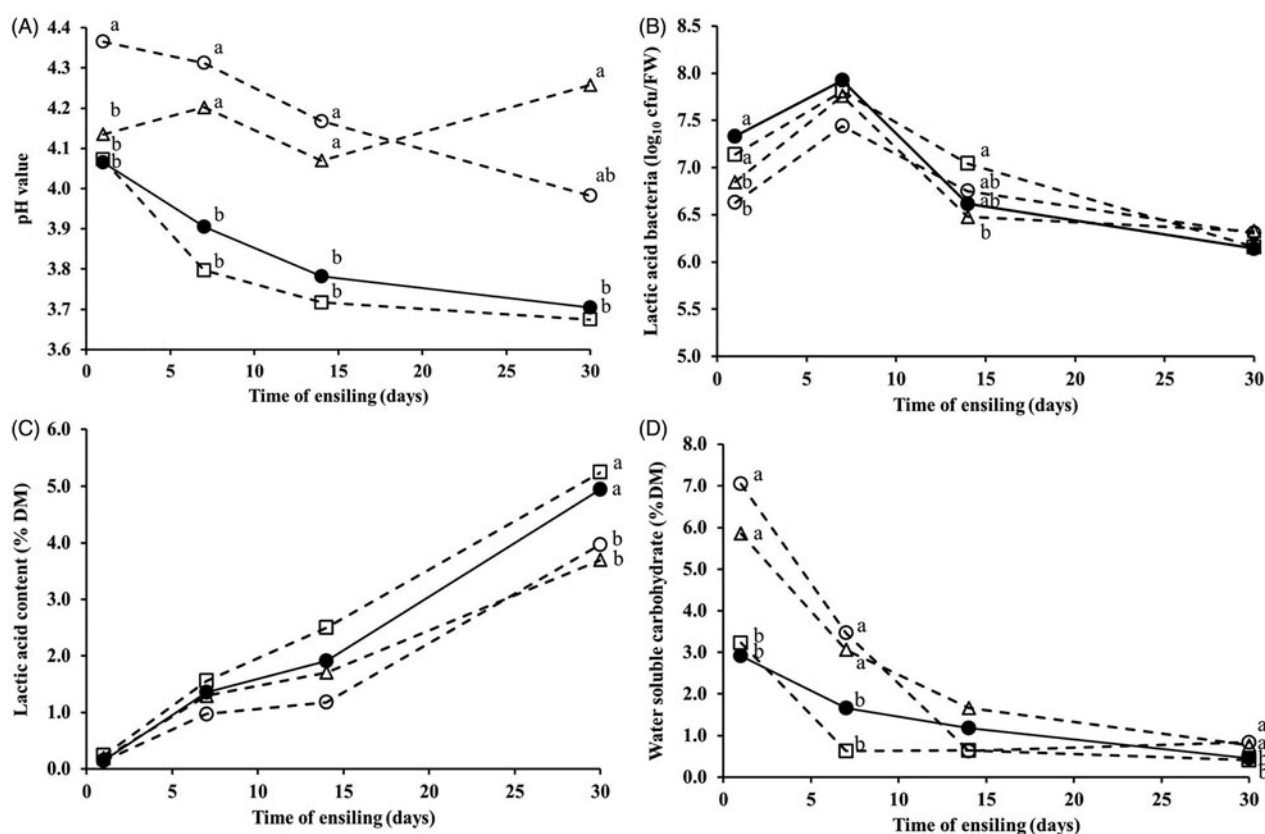 (A)
4.4
4.3
4.2
4.1
4.0
3.9
3.8
3.7
3.6
pH value
a
a
a
a
b
a
a
ab
b
b
b
b
b
b
b
b
0 5 10 15 20 25 30
Time of ensiling (days)
(B)
8.0
7.5
7.0
6.5
6.0
5.5
5.0
Lactic acid bacteria (log10 cfu/FW)
a
a
b
b
a
ab
ab
b
0 5 10 15 20 25 30
Time of ensiling (days)
(C)
6.0
5.0
4.0
3.0
2.0
1.0
0.0
Lactic acid content (% DM)
a
a
b
b
0 5 10 15 20 25 30
Time of ensiling (days)
(D)
8.0
7.0
6.0
5.0
4.0
3.0
2.0
1.0
0.0
Water soluble carbohydrate (%DM)
a
a
b
b
a
a
b
b
a
a
b
b
0 5 10 15 20 25 30
Time of ensiling (days)